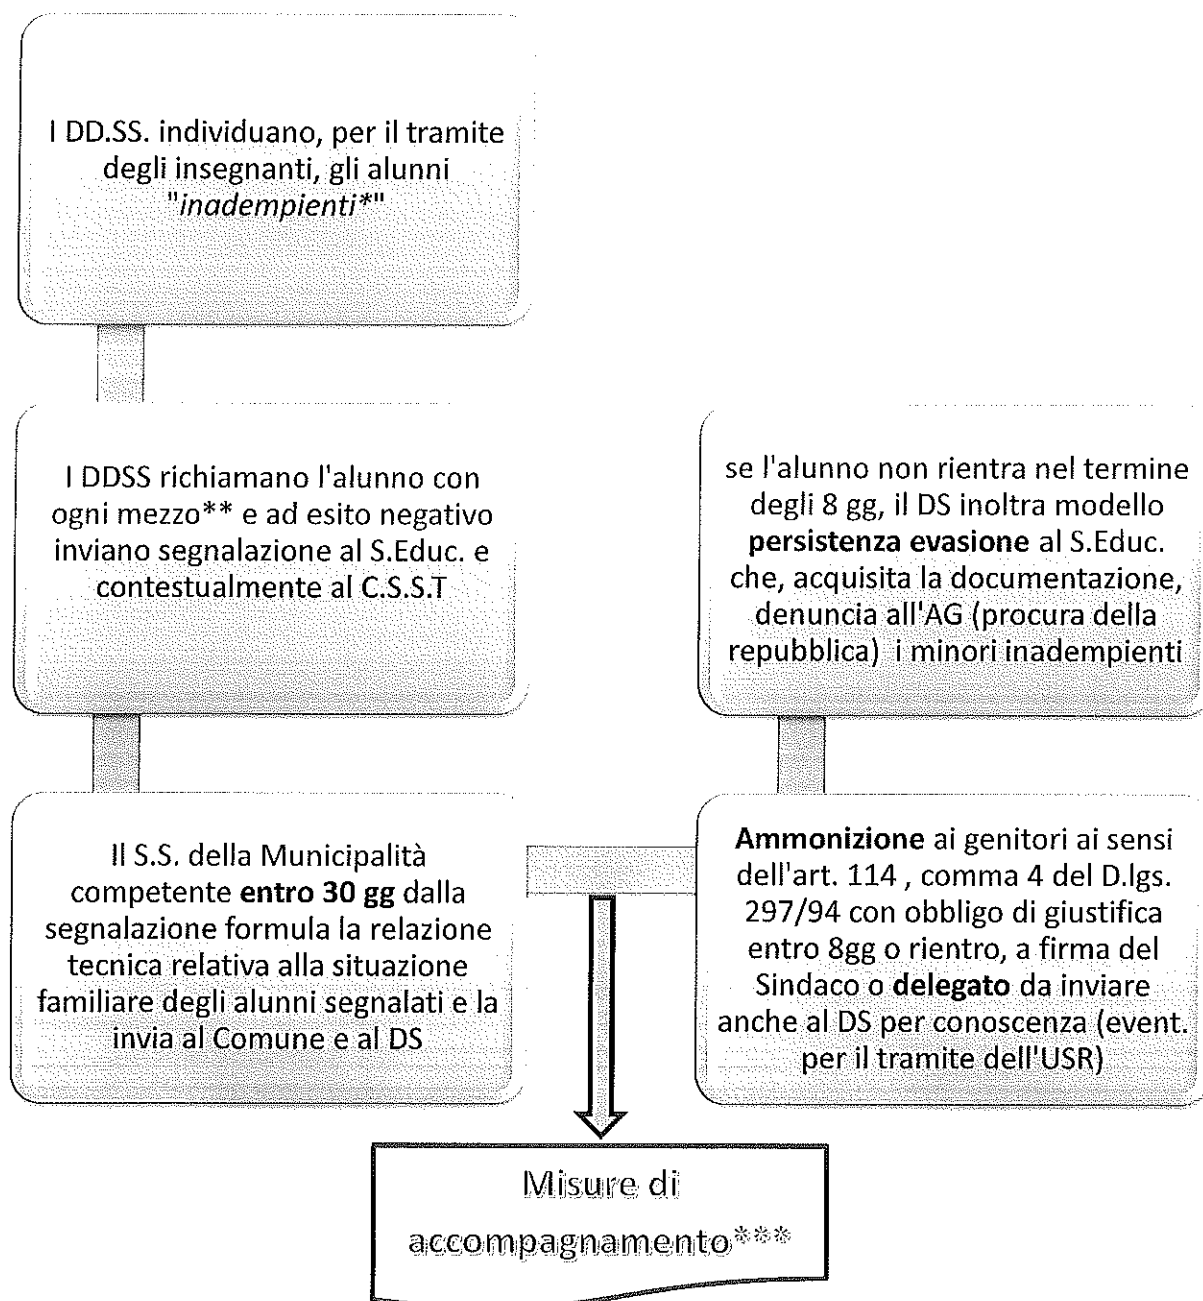 I DD.SS. individuano, per il tramite
degli insegnanti, gli alunni
"inadempienti*"
I DDSS richiamano l'alunno con
ogni mezzo** e ad esito negativo
inviano segnalazione al S.Educ. e
contestualmente al C.S.S.T
Il S.S. della Municipalità
competente entro 30 gg dalla
segnalazione formula la relazione
tecnica relativa alla situazione
familiare degli alunni segnalati e la
invia al Comune e al DS
Ammonizione ai genitori ai sensi
dell'art. 114 , comma 4 del D.lgs.
297/94 con obbligo di giustifica
entro 8gg o rientro, a firma del
Sindaco o delegato da inviare
anche al DS per conoscenza (event.
per il tramite dell'USR)
se l'alunno non rientra nel termine
degli 8 gg, il DS inoltra modello
persistenza evasione al S.Educ.
che, acquisita la documentazione,
denuncia all'AG (procura della
repubblica) i minori inadempienti
Misure di
accompagnamento***